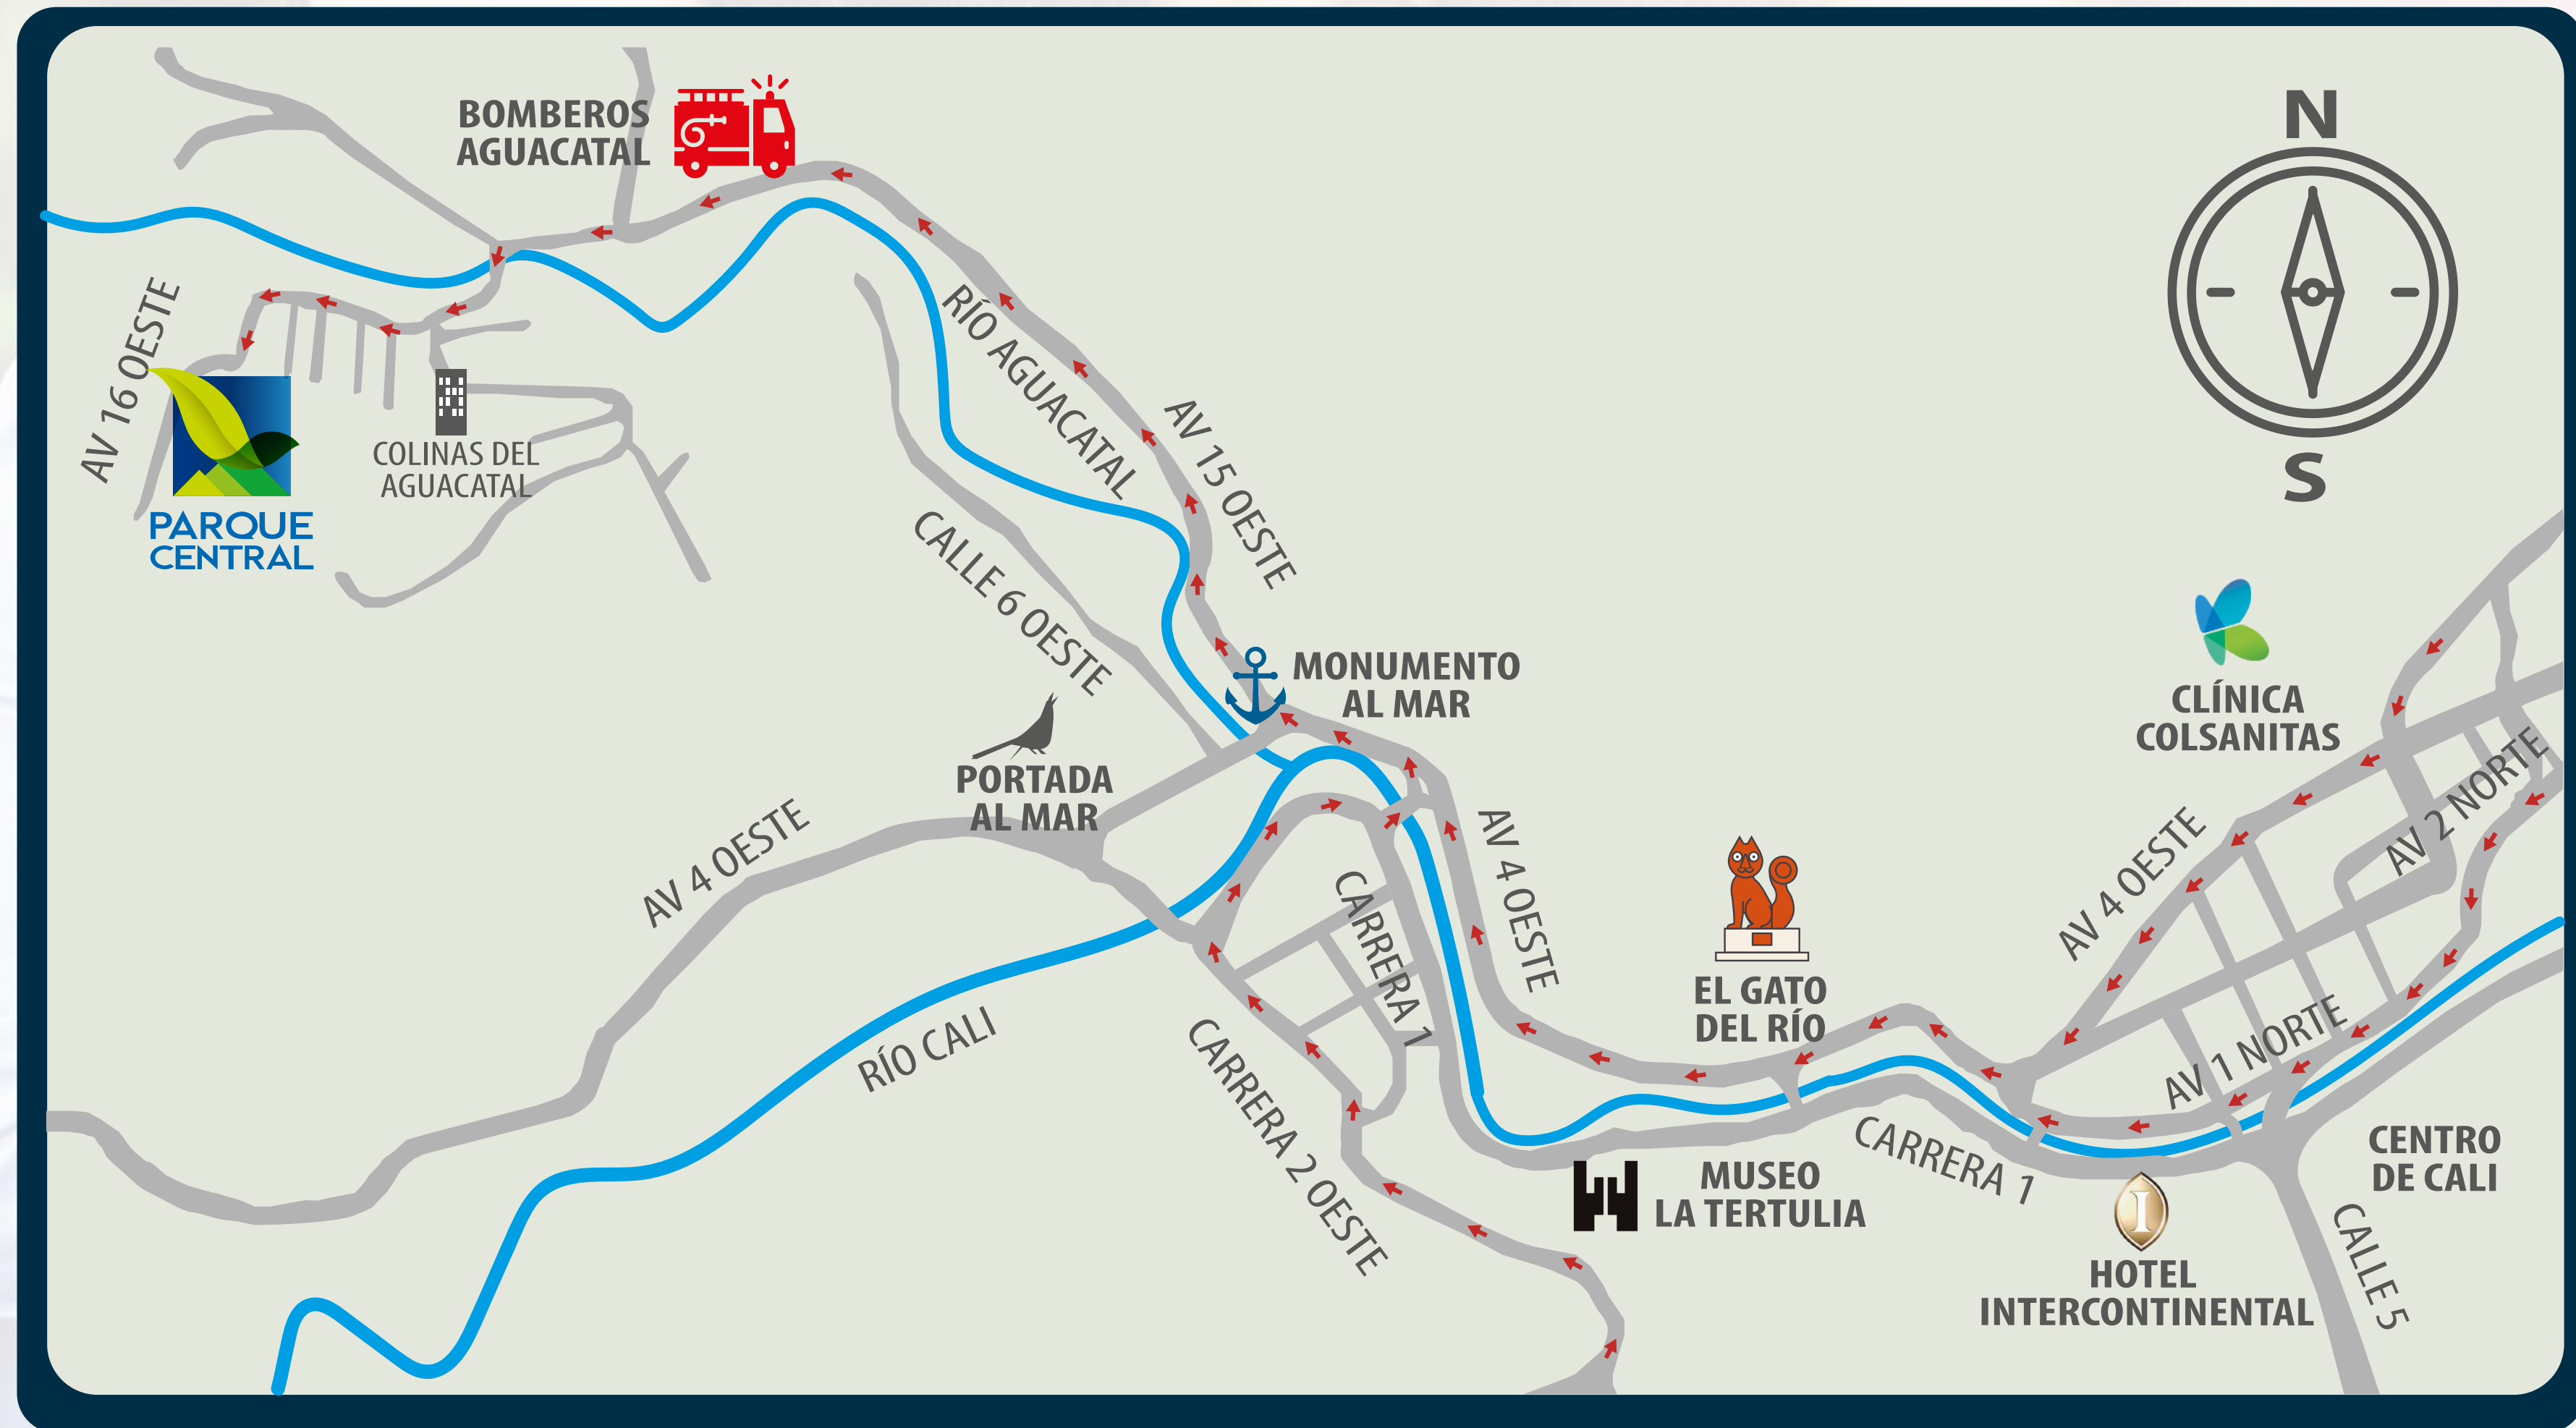 BOMBEROS
AGUACATAL
N
S
AV 16 OESTE
COLINAS DEL
AGUACATAL
PARQUE
CENTRAL
RÍO AGUACATAL
AV 15 OESTE
CALLE 6 OESTE
MONUMENTO
AL MAR
PORTADA
AL MAR
AV 4 OESTE
RÍO CALI
CARRERA 1
AV 4 OESTE
CARRERA 2 OESTE
EL GATO
DEL RÍO
CLÍNICA
COLSANITAS
AV 4 OESTE
AV 2 NORTE
AV 1 NORTE
MUSEO
LA TERTULIA
CARRERA 1
I
HOTEL
INTERCONTINENTAL
CENTRO
DE CALI
CALLE 5